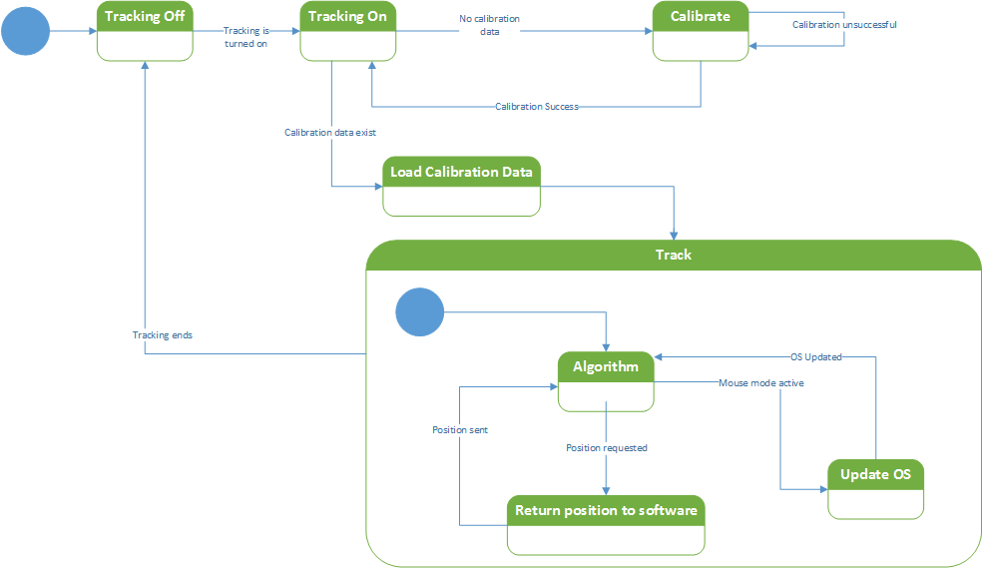 Tracking Off
Tracking On
Calibrate
No calibration
data
Calibration unsuccessful
Tracking is
turned on
Calibration Success
Calibration data exist
Load Calibration Data
Track
Tracking ends
Algorithm
OS Updated
Mouse mode active
Position sent
Position requested
Update OS
Return position to software